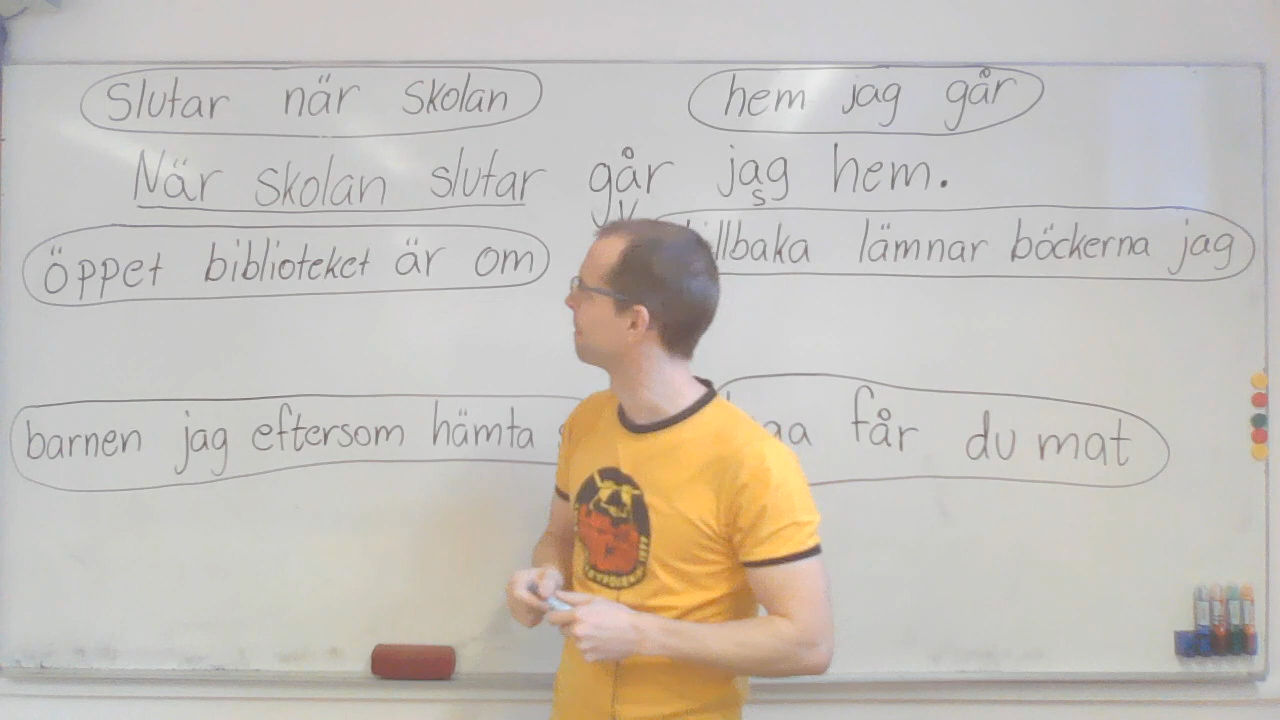 Slutar när skolan hem jag går
När skolan slutar går jag hem.
v s
öppet biblioteket är om lämnar böckerna jag
barnen jag eftersom hämta får du mat